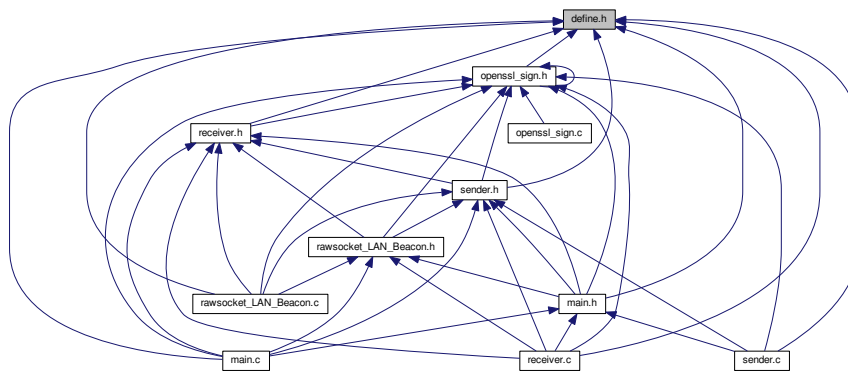 define.h
openssl_sign.h
receiver.h
openssl_sign.c
sender.h
rawsocket_LAN_Beacon.h
rawsocket_LAN_Beacon.c
main.h
main.c
receiver.c
sender.c